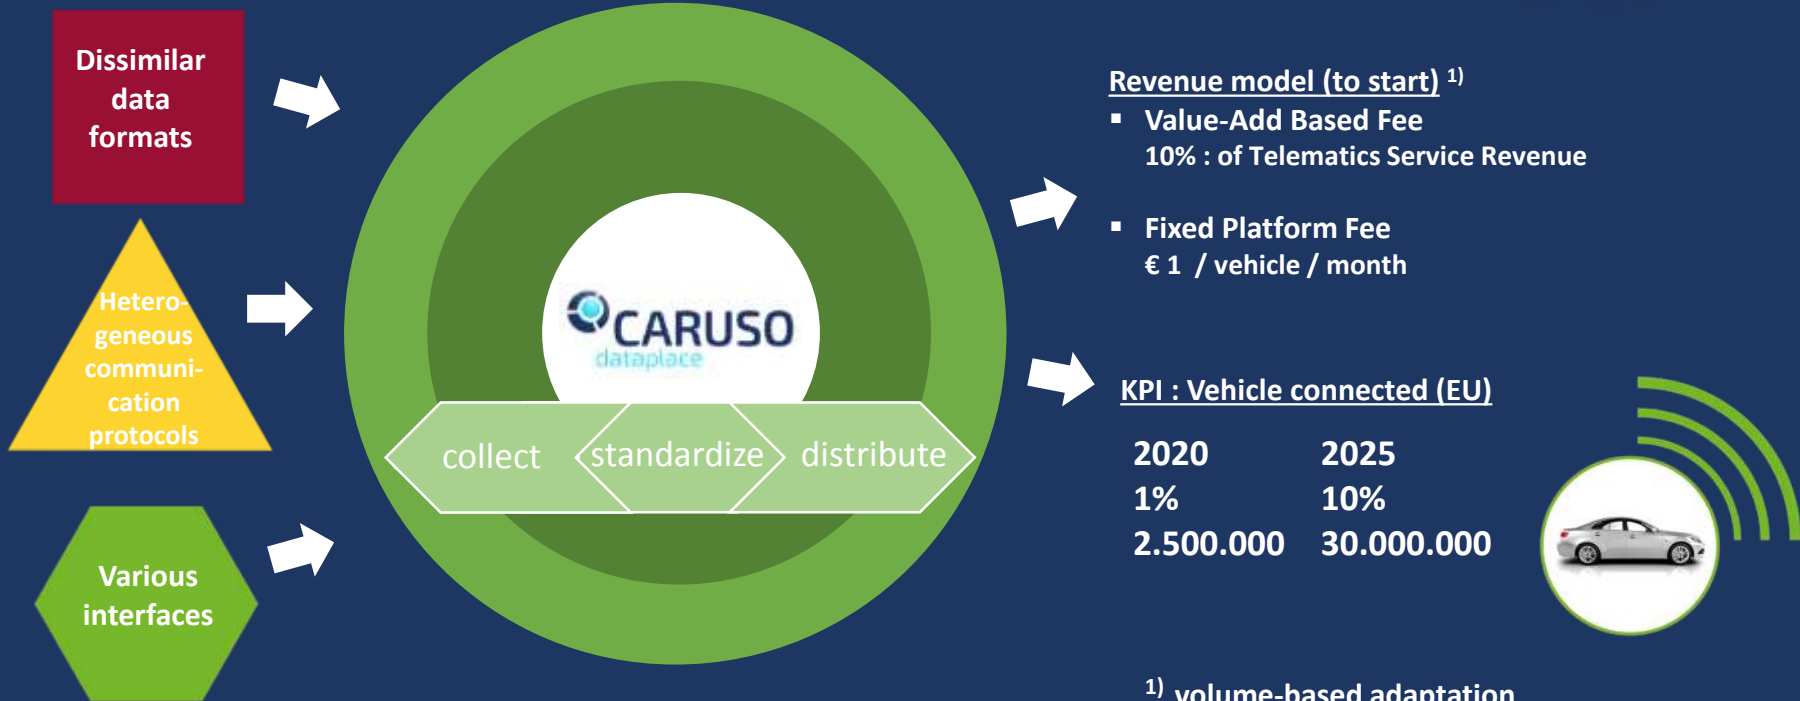 Dissimilar
data
formats
Hetero-
geneous
communi-
cation
protocols
Various
interfaces
CARUSO
dataplace
collect
standardize
distribute
Revenue model (to start) 1)
▪ Value-Add Based Fee
10% : of Telematics Service Revenue
▪ Fixed Platform Fee
€ 1 / vehicle / month
KPI : Vehicle connected (EU)
2020 2025
1% 10%
2.500.000 30.000.000
1) volume-based adaptation